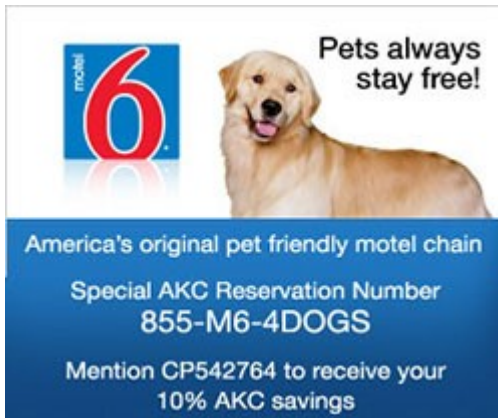 motel
6
Pets always
stay free!
America's original pet friendly motel chain
Special AKC Reservation Number
855-M6-4DOGS
Mention CP542764 to receive your
10% AKC savings